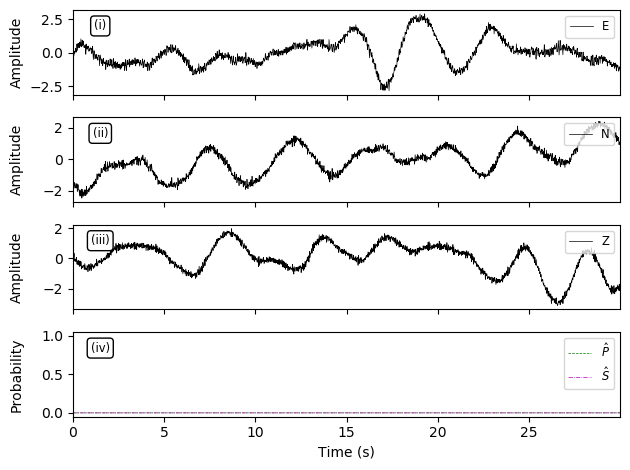 (i)
E
Amplitude
2.5
0.0
−2.5
(ii)
N
Amplitude
2
0
−2
(iii)
Z
Amplitude
2
0
−2
(iv)
P̂
Ŝ
Probability
1.0
0.5
0.0
0 5 10 15 20 25
Time (s)